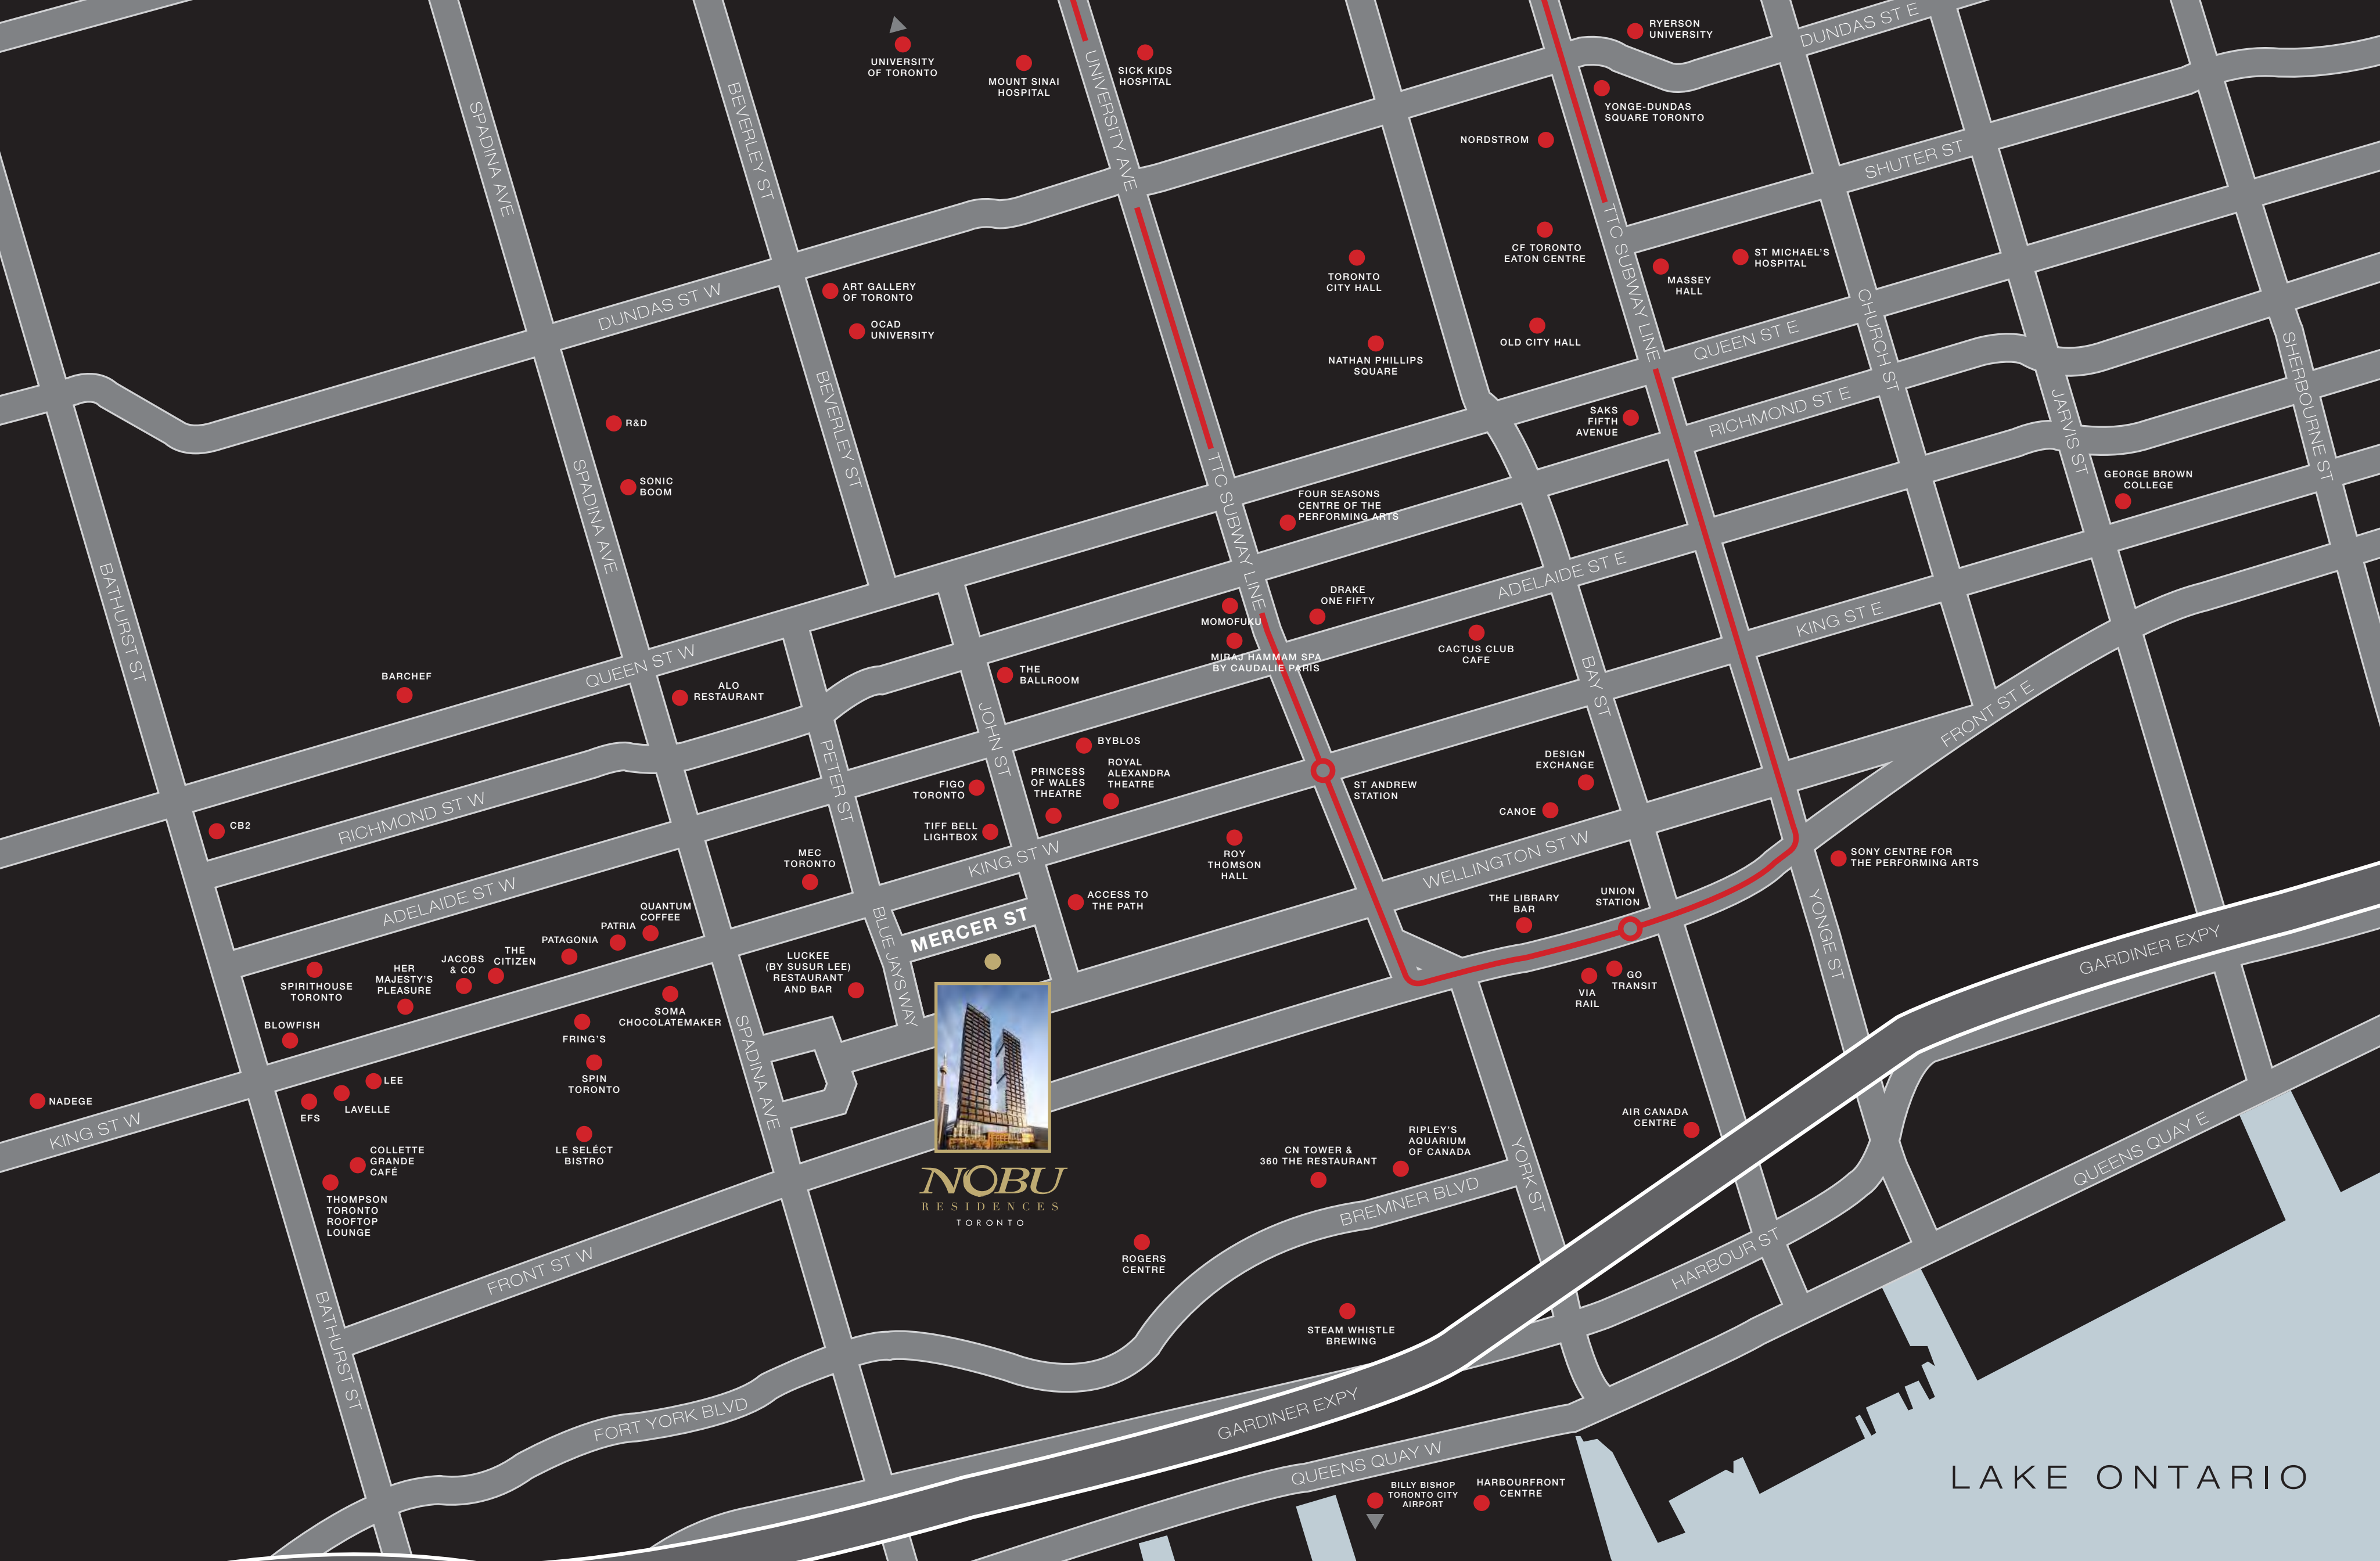 DUNDAS ST E
RYERSON
UNIVERSITY
UNIVERSITY
OF TORONTO
MOUNT SINAI
HOSPITAL
UNIVERSITY AVE
SICK KIDS
HOSPITAL
YONGE-DUNDAS
SQUARE TORONTO
NORDSTROM
SHUTER ST
SPADINA AVE
BEVERLEY ST
CF TORONTO
EATON CENTRE
TTC SUBWAY LINE
ST MICHAEL'S
HOSPITAL
MASSEY
HALL
TORONTO
CITY HALL
ART GALLERY
OF TORONTO
DUNDAS ST W
OCAD
UNIVERSITY
OLD CITY HALL
NATHAN PHILLIPS
SQUARE
QUEEN ST E
CHURCH ST
SHERBOURNE ST
R&D
BEVERLEY ST
SAKS
FIFTH
AVENUE
RICHMOND ST E
JARVIS ST
SONIC
BOOM
SPADINA AVE
TTC SUBWAY LINE
FOUR SEASONS
CENTRE OF THE
PERFORMING ARTS
GEORGE BROWN
COLLEGE
BATHURST ST
ADELAIDE ST E
DRAKE
ONE FIFTY
MOMOFUKU
MIRAJ HAMMAM SPA
BY CAUDALIE PARIS
CACTUS CLUB
CAFE
KING ST E
BAY ST
FRONT ST E
BARCHEF
QUEEN ST W
ALO
RESTAURANT
THE
BALLROOM
JOHN ST
PETER ST
BYBLOS
ROYAL
ALEXANDRA
THEATRE
PRINCESS
OF WALES
THEATRE
FIGO
TORONTO
TIFF BELL
LIGHTBOX
ST ANDREW
STATION
DESIGN
EXCHANGE
CANOE
CB2
RICHMOND ST W
MEC
TORONTO
KING ST W
ROY
THOMSON
HALL
WELLINGTON ST W
SONY CENTRE FOR
THE PERFORMING ARTS
ADELAIDE ST W
QUANTUM
COFFEE
PATRIA
PATAGONIA
THE
CITIZEN
JACOBS
& CO
HER
MAJESTY'S
PLEASURE
SPIRITHOUSE
TORONTO
BLOWFISH
BLUE JAYS WAY
MERCER ST
ACCESS TO
THE PATH
THE LIBRARY
BAR
UNION
STATION
YONGE ST
GARDINER EXPY
LUCKEE
(BY SUSUR LEE)
RESTAURANT
AND BAR
SOMA
CHOCOLATEMAKER
FRING'S
SPIN
TORONTO
SPADINA AVE
VIA
RAIL
GO
TRANSIT
NADEGE
KING ST W
LEE
LAVELLE
EFS
COLLETTE
GRANDE
CAFÉ
THOMPSON
TORONTO
ROOFTOP
LOUNGE
LE SELÉCT
BISTRO
NOBU
RESIDENCES
TORONTO
AIR CANADA
CENTRE
CN TOWER &
360 THE RESTAURANT
RIPLEY'S
AQUARIUM
OF CANADA
BREMNER BLVD
YORK ST
QUEENS QUAY E
HARBOUR ST
ROGERS
CENTRE
FRONT ST W
BATHURST ST
STEAM WHISTLE
BREWING
FORT YORK BLVD
GARDINER EXPY
QUEENS QUAY W
BILLY BISHOP
TORONTO CITY
AIRPORT
HARBOURFRONT
CENTRE
LAKE ONTARIO